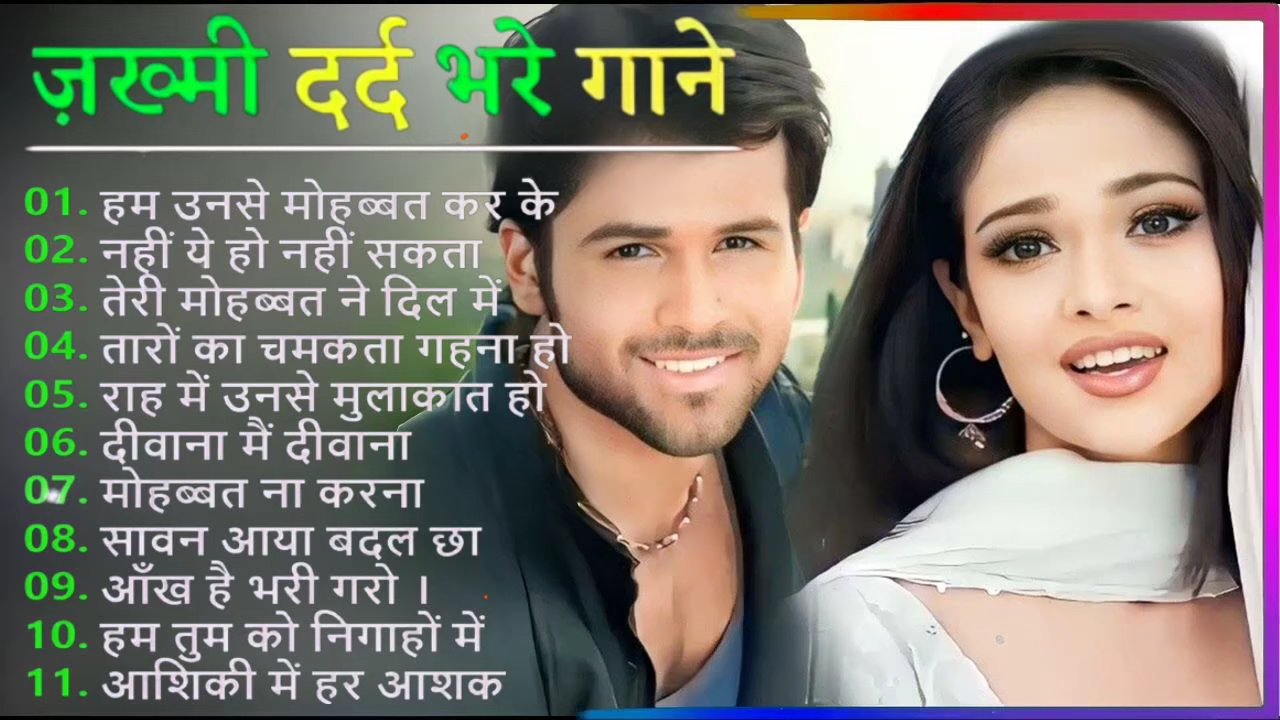 ज़ख्मी दर्द भरे गाने
01. हम उनसे मोहब्बत कर के
02. नहीं ये हो नहीं सकता
03. तेरी मोहब्बत ने दिल में
04. तारों का चमकता गहना हो
05. राह में उनसे मुलाकात हो
06. दीवाना मैं दीवाना
07. मोहब्बत ना करना
08. सावन आया बदल छा
09. आँख है भरी गरो ।
10. हम तुम को निगाहों में
11. आशिकी में हर आशक